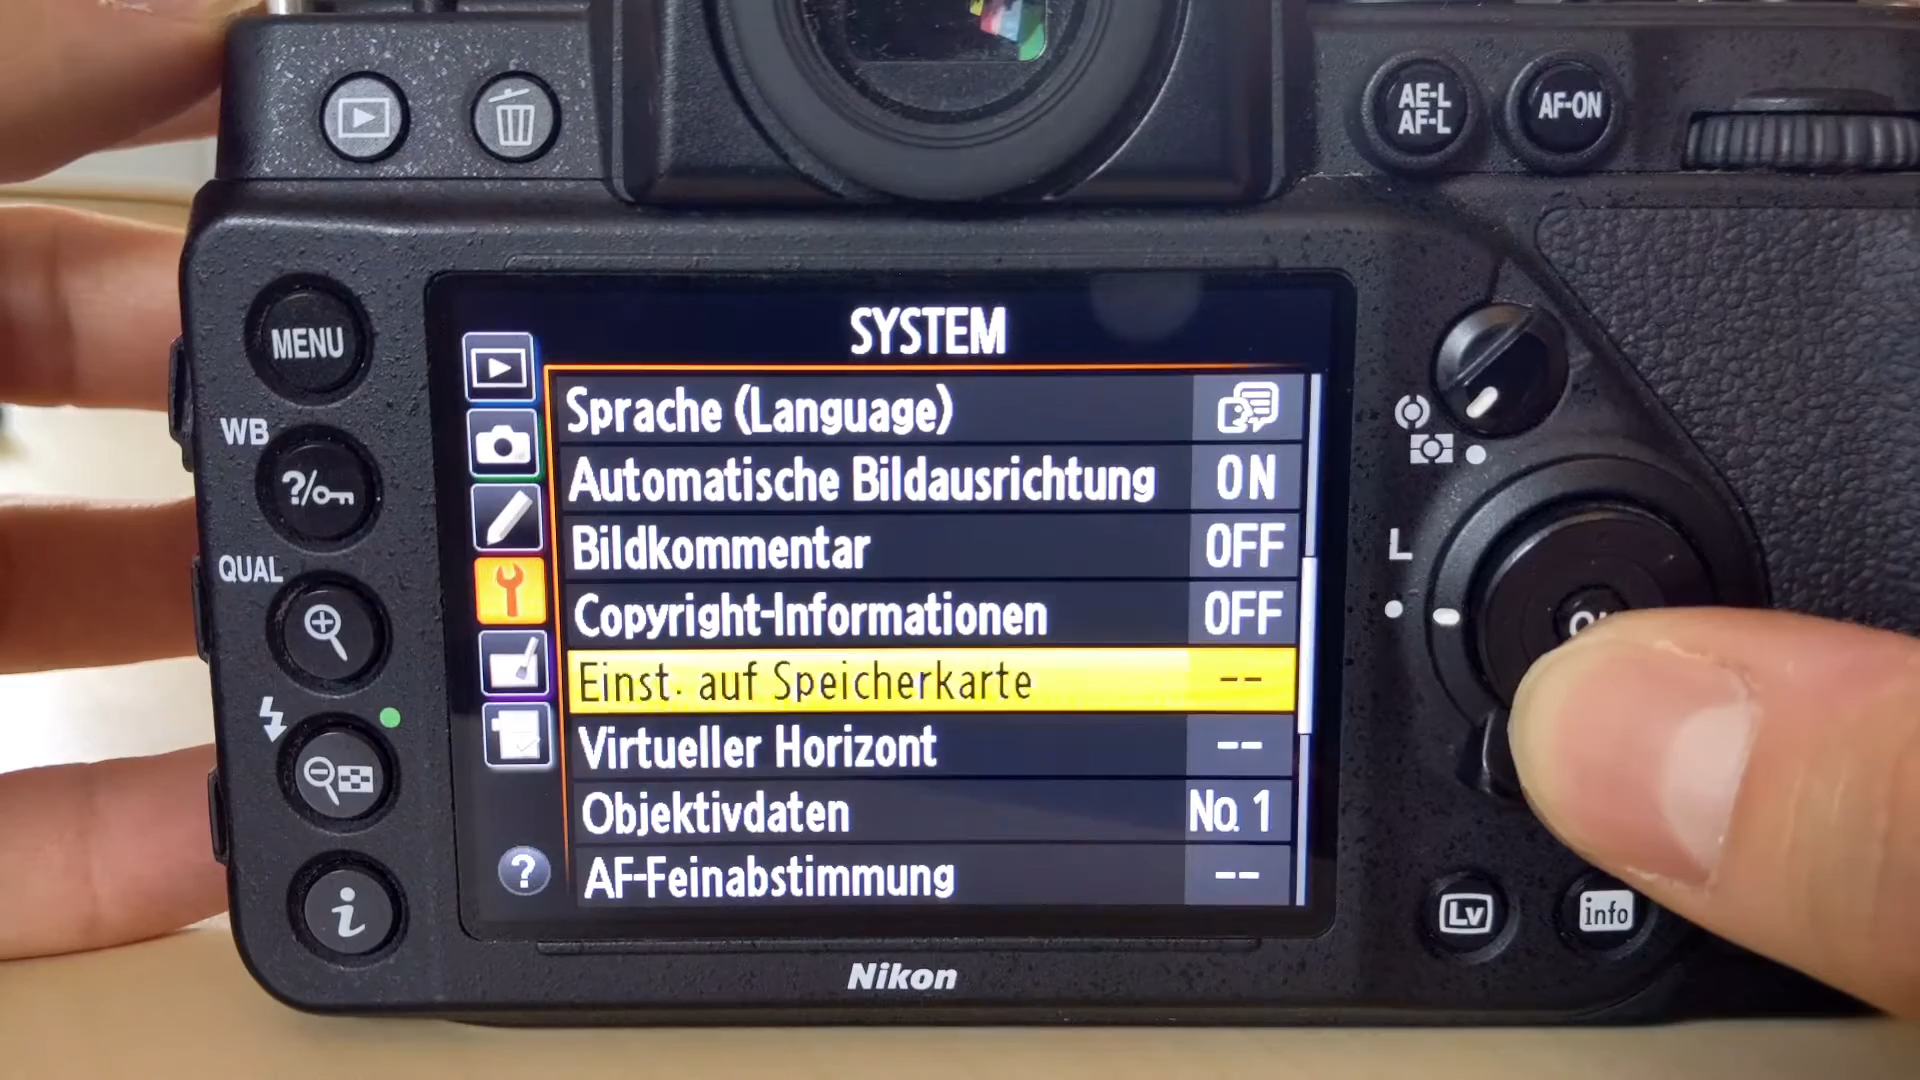 AE-L
AF-L
AF-ON
MENU
WB
?/
QUAL
i
SYSTEM
Sprache (Language)
Automatische Bildausrichtung ON
Bildkommentar OFF
Copyright-Informationen OFF
Einst. auf Speicherkarte --
Virtueller Horizont --
Objektivdaten No. 1
AF-Feinabstimmung --
?
L
Lv
info
Nikon